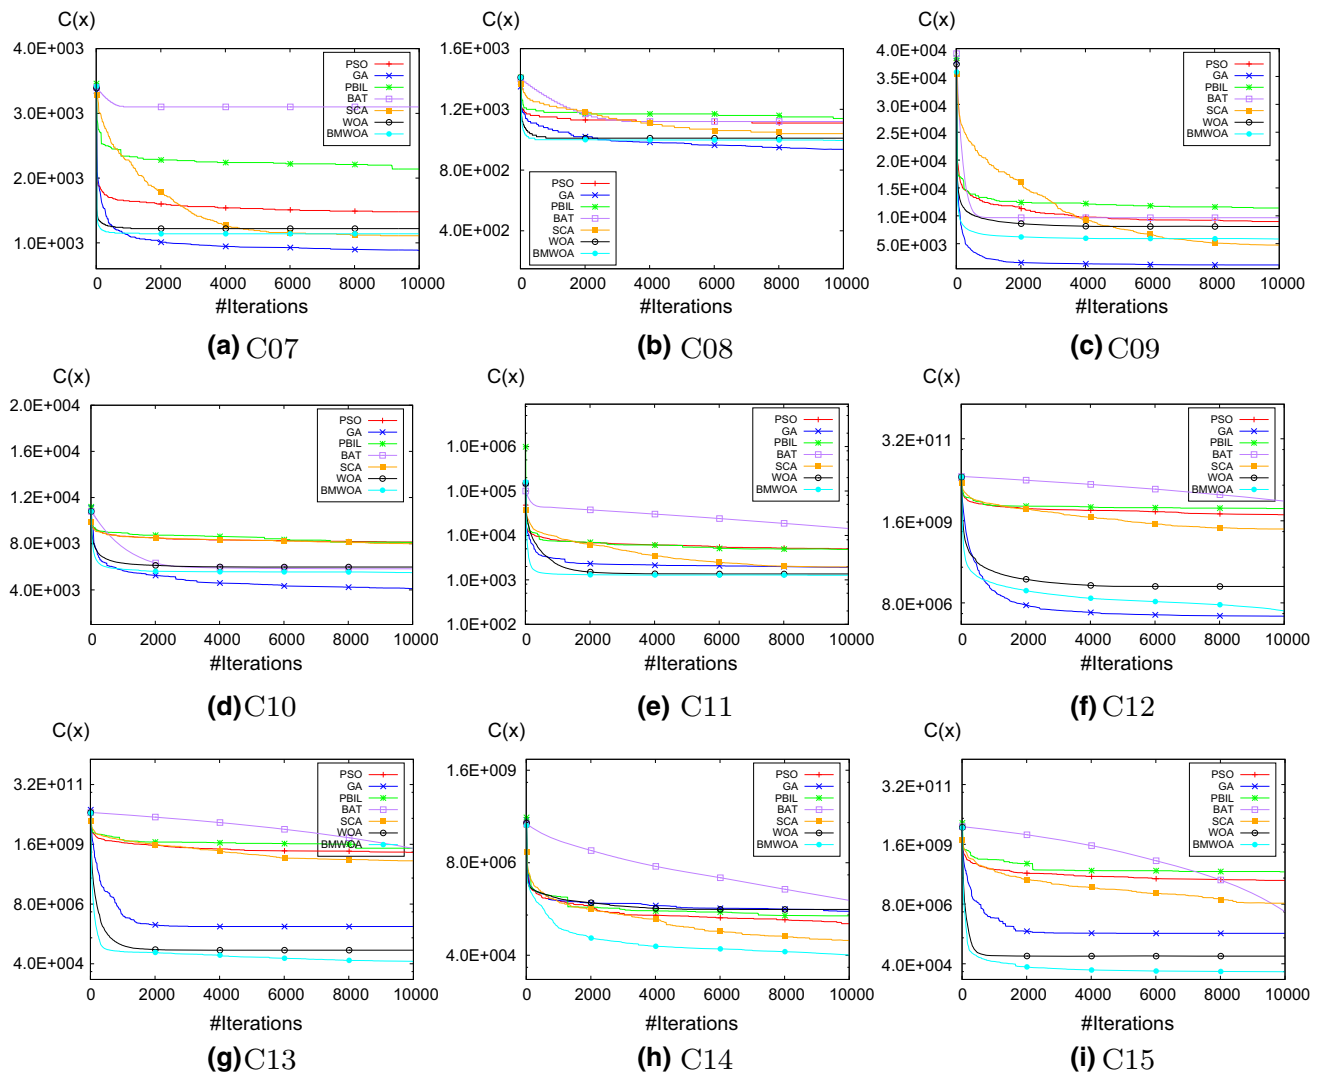 C(x)
4.0E+003
3.0E+003
2.0E+003
1.0E+003
PSO
GA
PBIL
BAT
SCA
WOA
BMWOA
0 2000 4000 6000 8000 10000
#Iterations
(a) C07
C(x)
1.6E+003
1.2E+003
8.0E+002
4.0E+002
PSO
GA
PBIL
BAT
SCA
WOA
BMWOA
0 2000 4000 6000 8000 10000
#Iterations
(b) C08
C(x)
4.0E+004
3.5E+004
3.0E+004
2.5E+004
2.0E+004
1.5E+004
1.0E+004
5.0E+003
PSO
GA
PBIL
BAT
SCA
WOA
BMWOA
0 2000 4000 6000 8000 10000
#Iterations
(c) C09
C(x)
2.0E+004
1.6E+004
1.2E+004
8.0E+003
4.0E+003
PSO
GA
PBIL
BAT
SCA
WOA
BMWOA
0 2000 4000 6000 8000 10000
#Iterations
(d) C10
C(x)
1.0E+006
1.0E+005
1.0E+004
1.0E+003
1.0E+002
PSO
GA
PBIL
BAT
SCA
WOA
BMWOA
0 2000 4000 6000 8000 10000
#Iterations
(e) C11
C(x)
3.2E+011
1.6E+009
8.0E+006
PSO
GA
PBIL
BAT
SCA
WOA
BMWOA
0 2000 4000 6000 8000 10000
#Iterations
(f) C12
C(x)
3.2E+011
1.6E+009
8.0E+006
4.0E+004
PSO
GA
PBIL
BAT
SCA
WOA
BMWOA
0 2000 4000 6000 8000 10000
#Iterations
(g) C13
C(x)
1.6E+009
8.0E+006
4.0E+004
PSO
GA
PBIL
BAT
SCA
WOA
BMWOA
0 2000 4000 6000 8000 10000
#Iterations
(h) C14
C(x)
3.2E+011
1.6E+009
8.0E+006
4.0E+004
PSO
GA
PBIL
BAT
SCA
WOA
BMWOA
0 2000 4000 6000 8000 10000
#Iterations
(i) C15